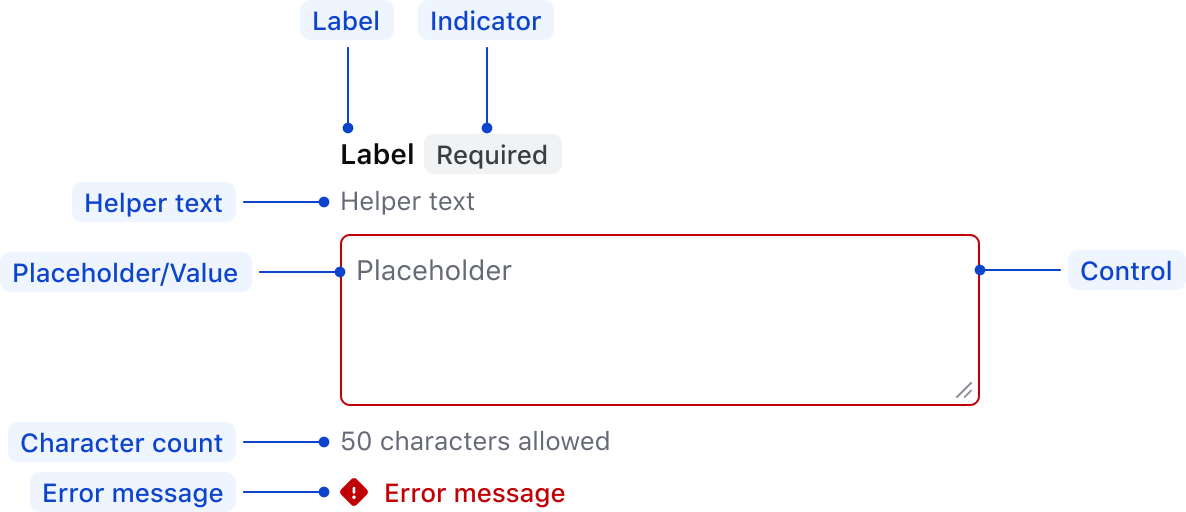 Label Indicator
Label Required
Helper text Helper text
Placeholder/Value Placeholder Control
Character count 50 characters allowed
Error message Error message